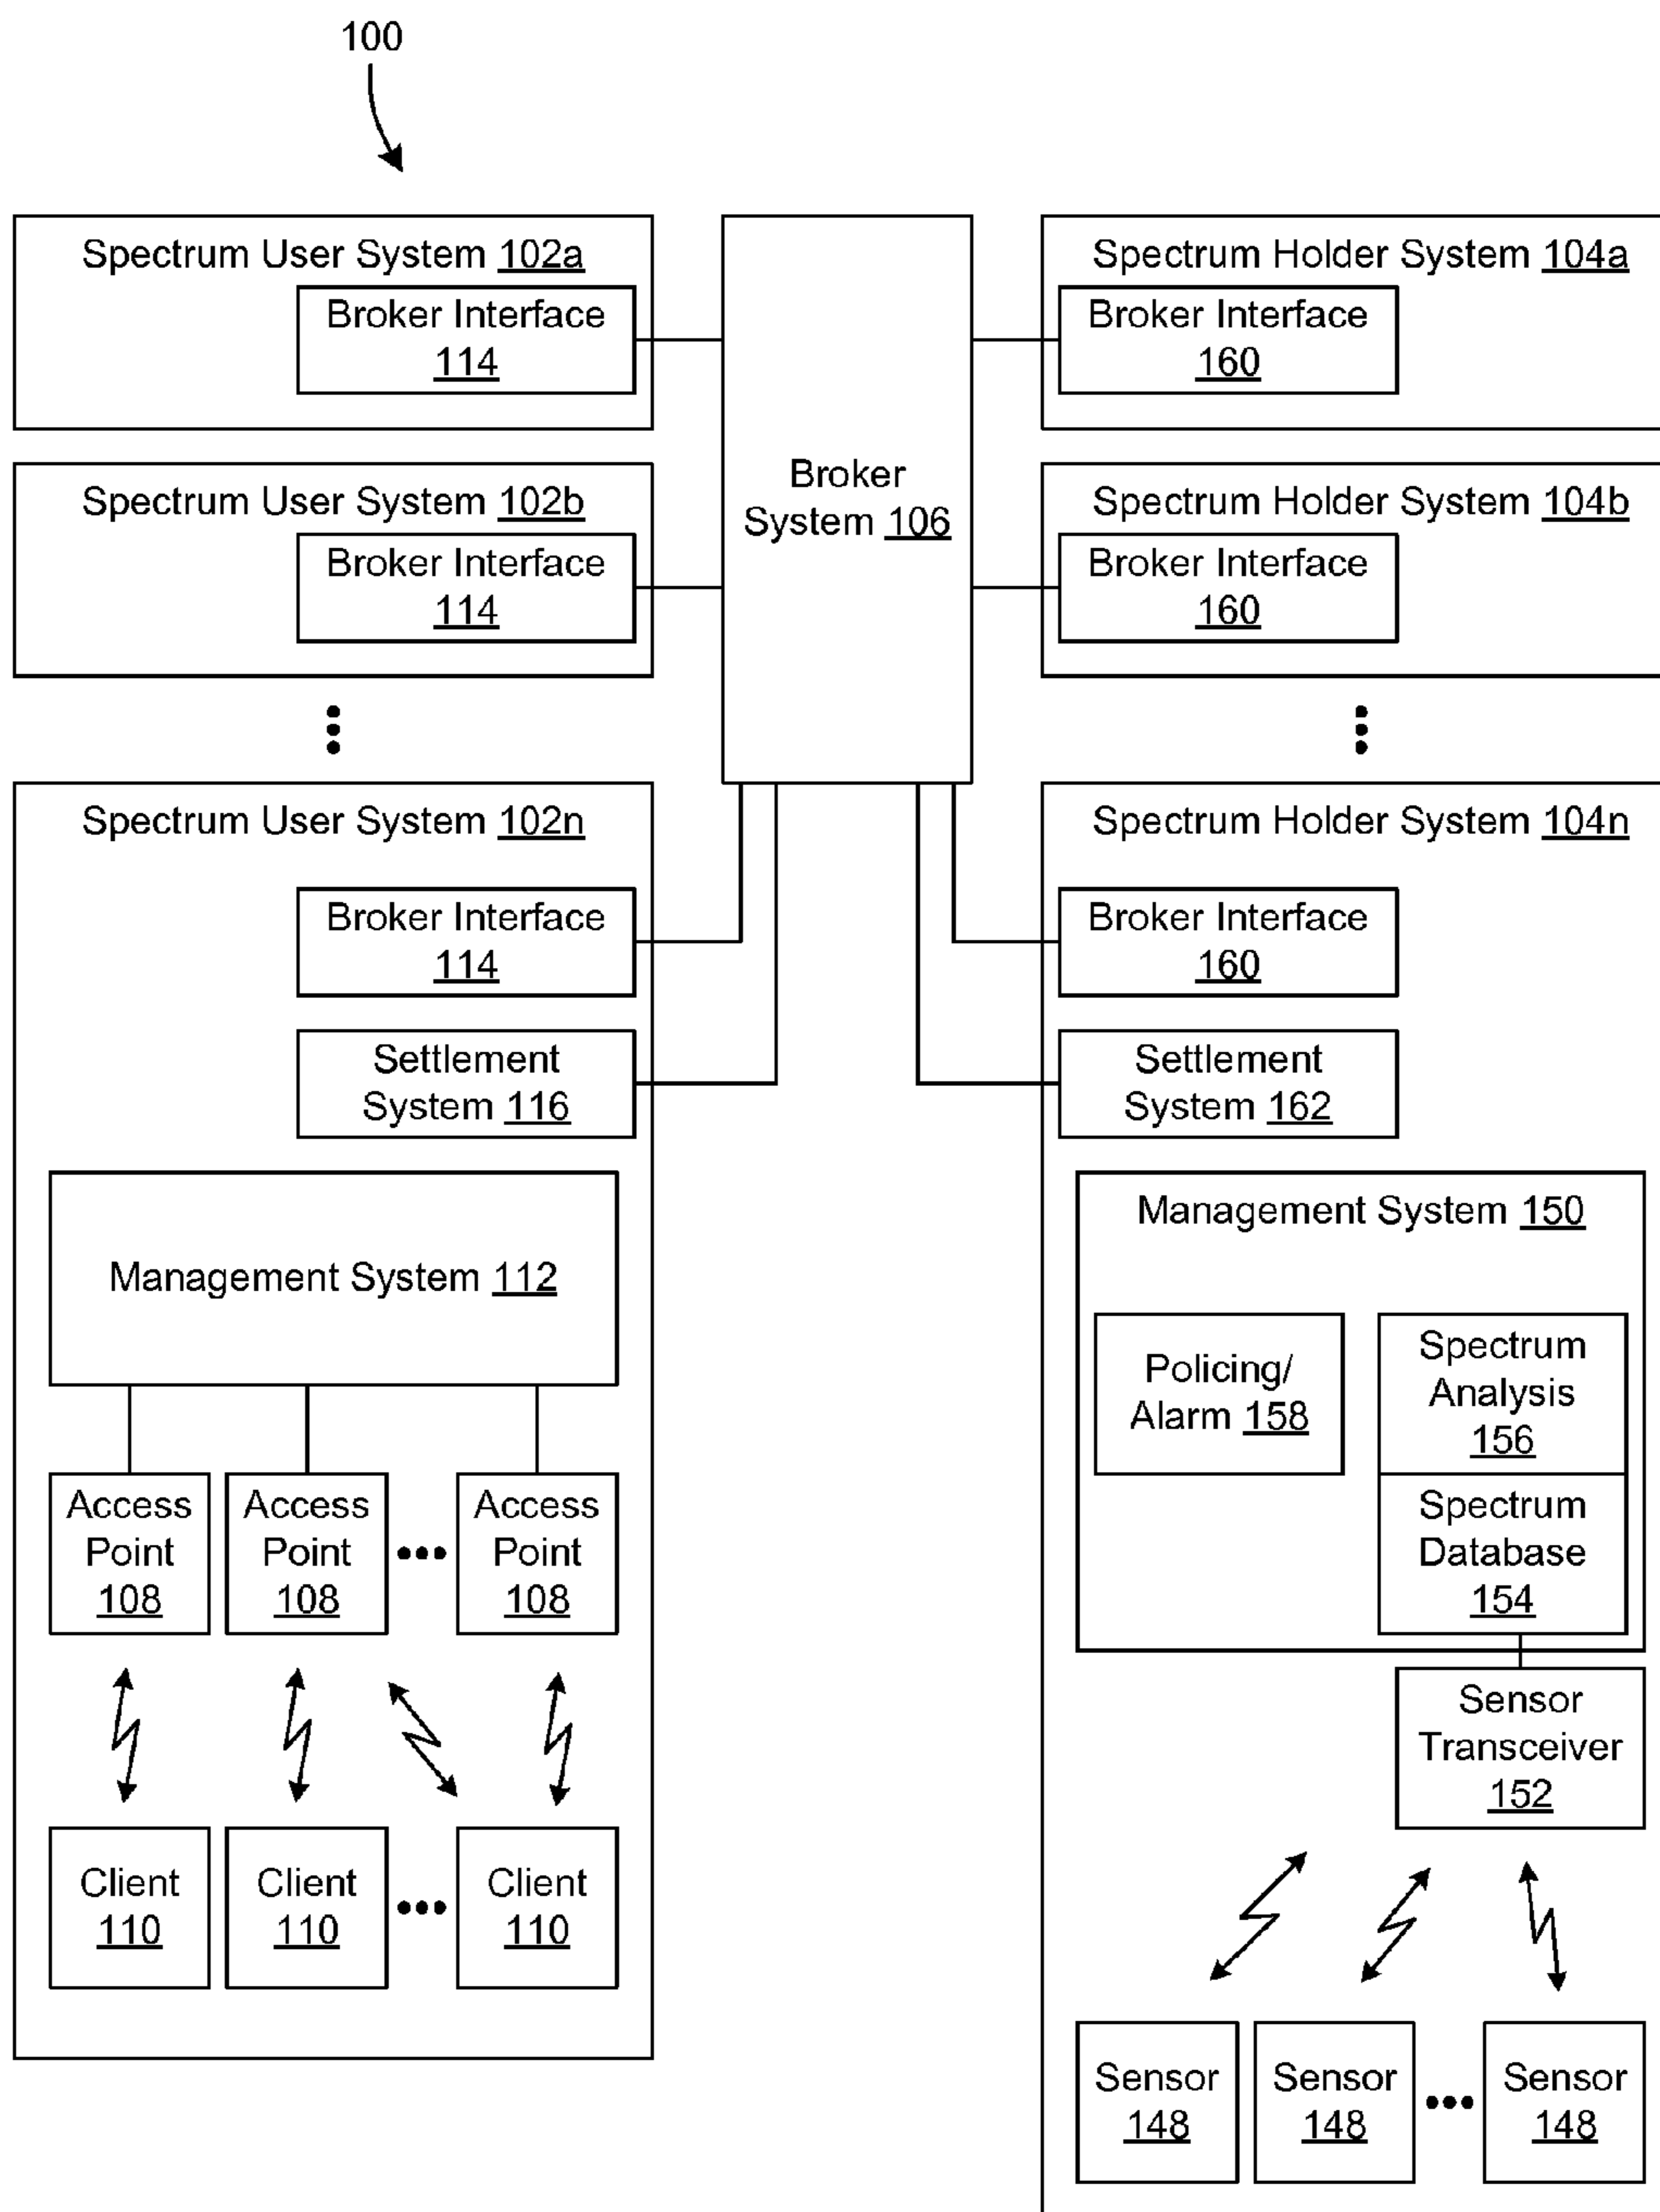 100
Spectrum User System 102a
Broker Interface
114
Spectrum User System 102b
Broker Interface
114
Spectrum User System 102n
Broker Interface
114
Settlement
System 116
Management System 112
Access
Point
108
Access
Point
108
Access
Point
108
Client
110
Client
110
Client
110
Broker
System 106
Spectrum Holder System 104a
Broker Interface
160
Spectrum Holder System 104b
Broker Interface
160
Spectrum Holder System 104n
Broker Interface
160
Settlement
System 162
Management System 150
Policing/
Alarm 158
Spectrum
Analysis
156
Spectrum
Database
154
Sensor
Transceiver
152
Sensor
148
Sensor
148
Sensor
148